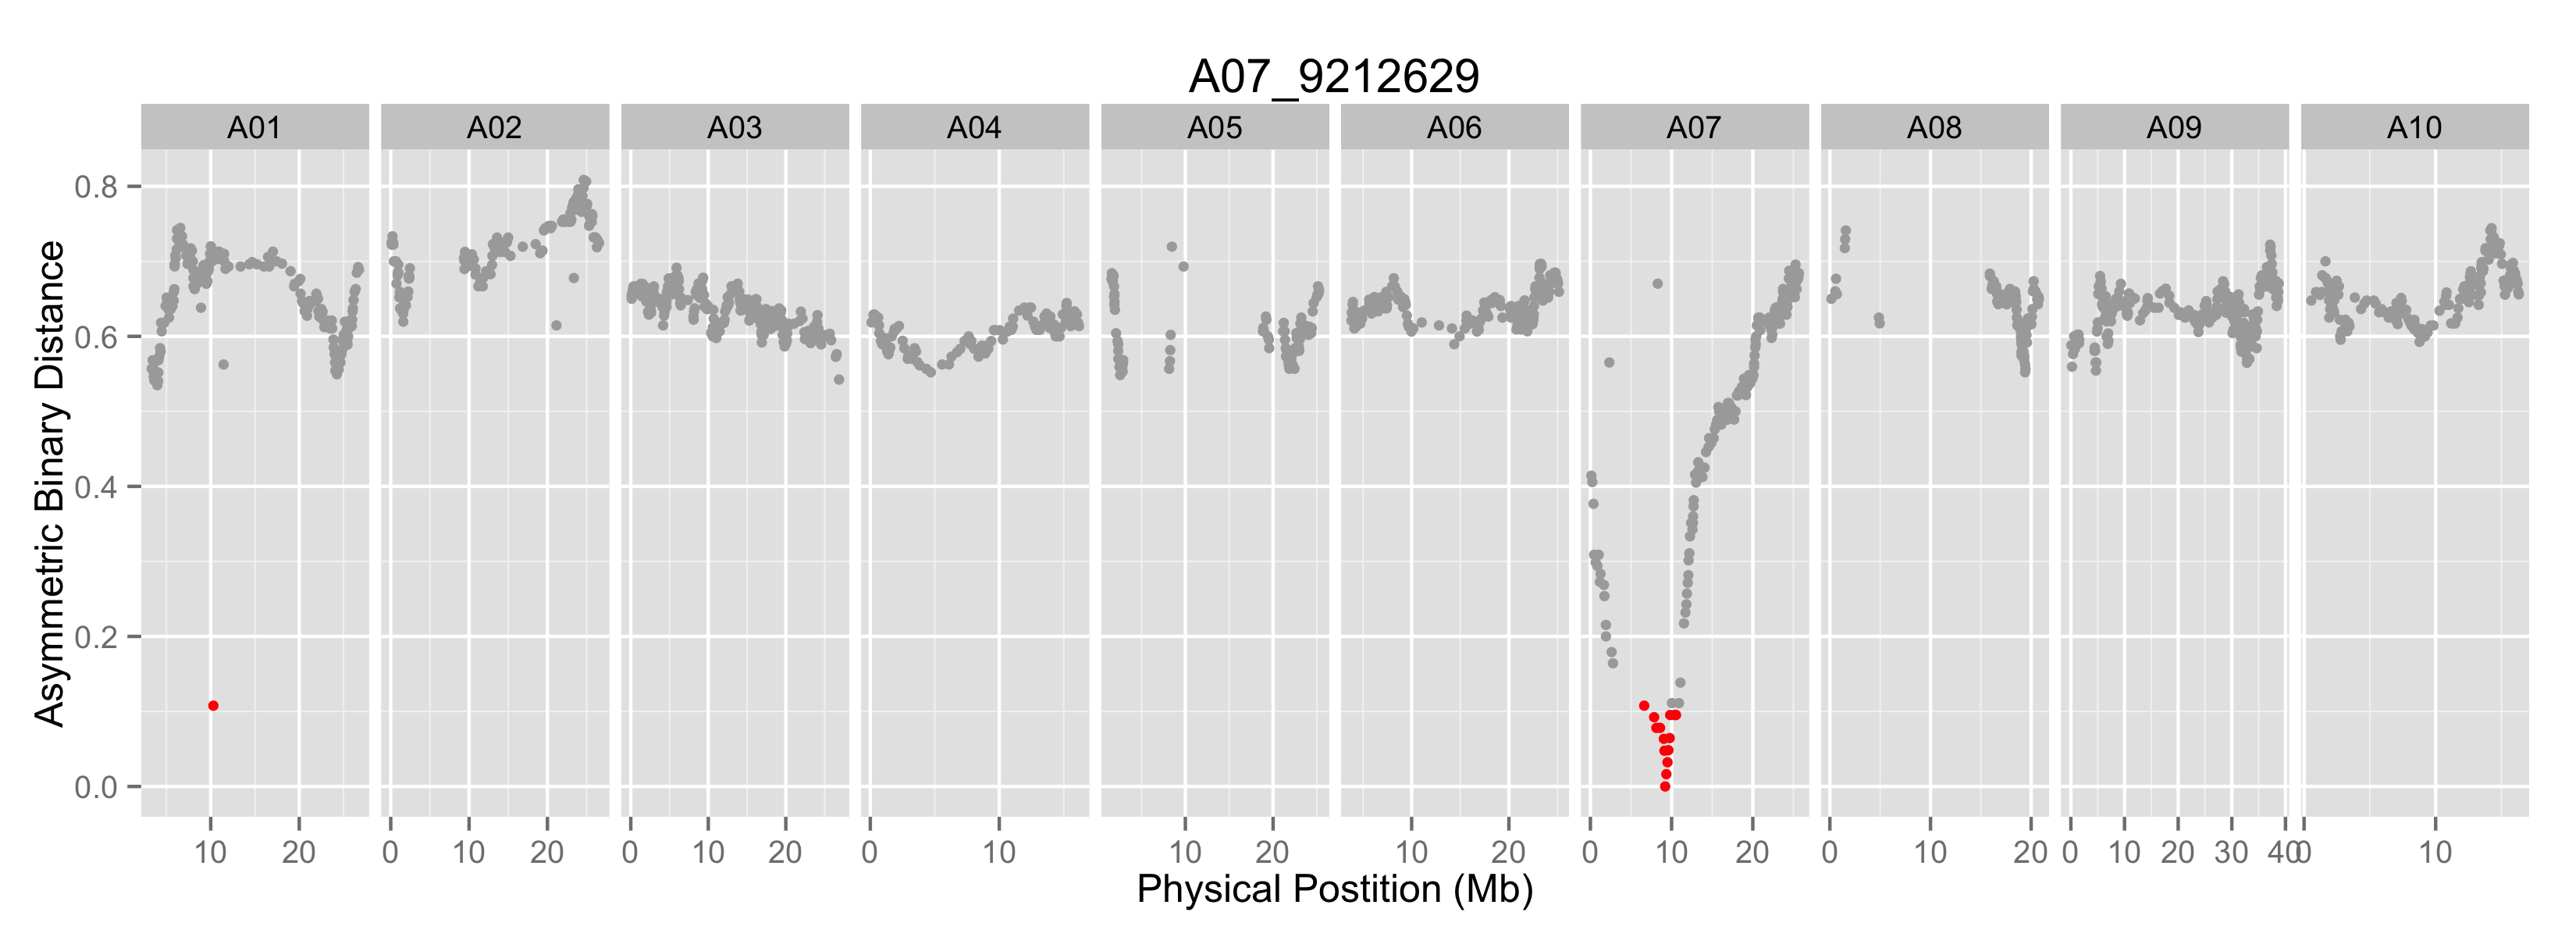 A07_9212629
A01 A02 A03 A04 A05 A06 A07 A08 A09 A10
Asymmetric Binary Distance
0.8
0.6
0.4
0.2
0.0
10 20 0 10 20 0 10 20 0 10 10 20 10 20 0 10 20 0 10 20 0 10 20 30 40 0 10
Physical Postition (Mb)